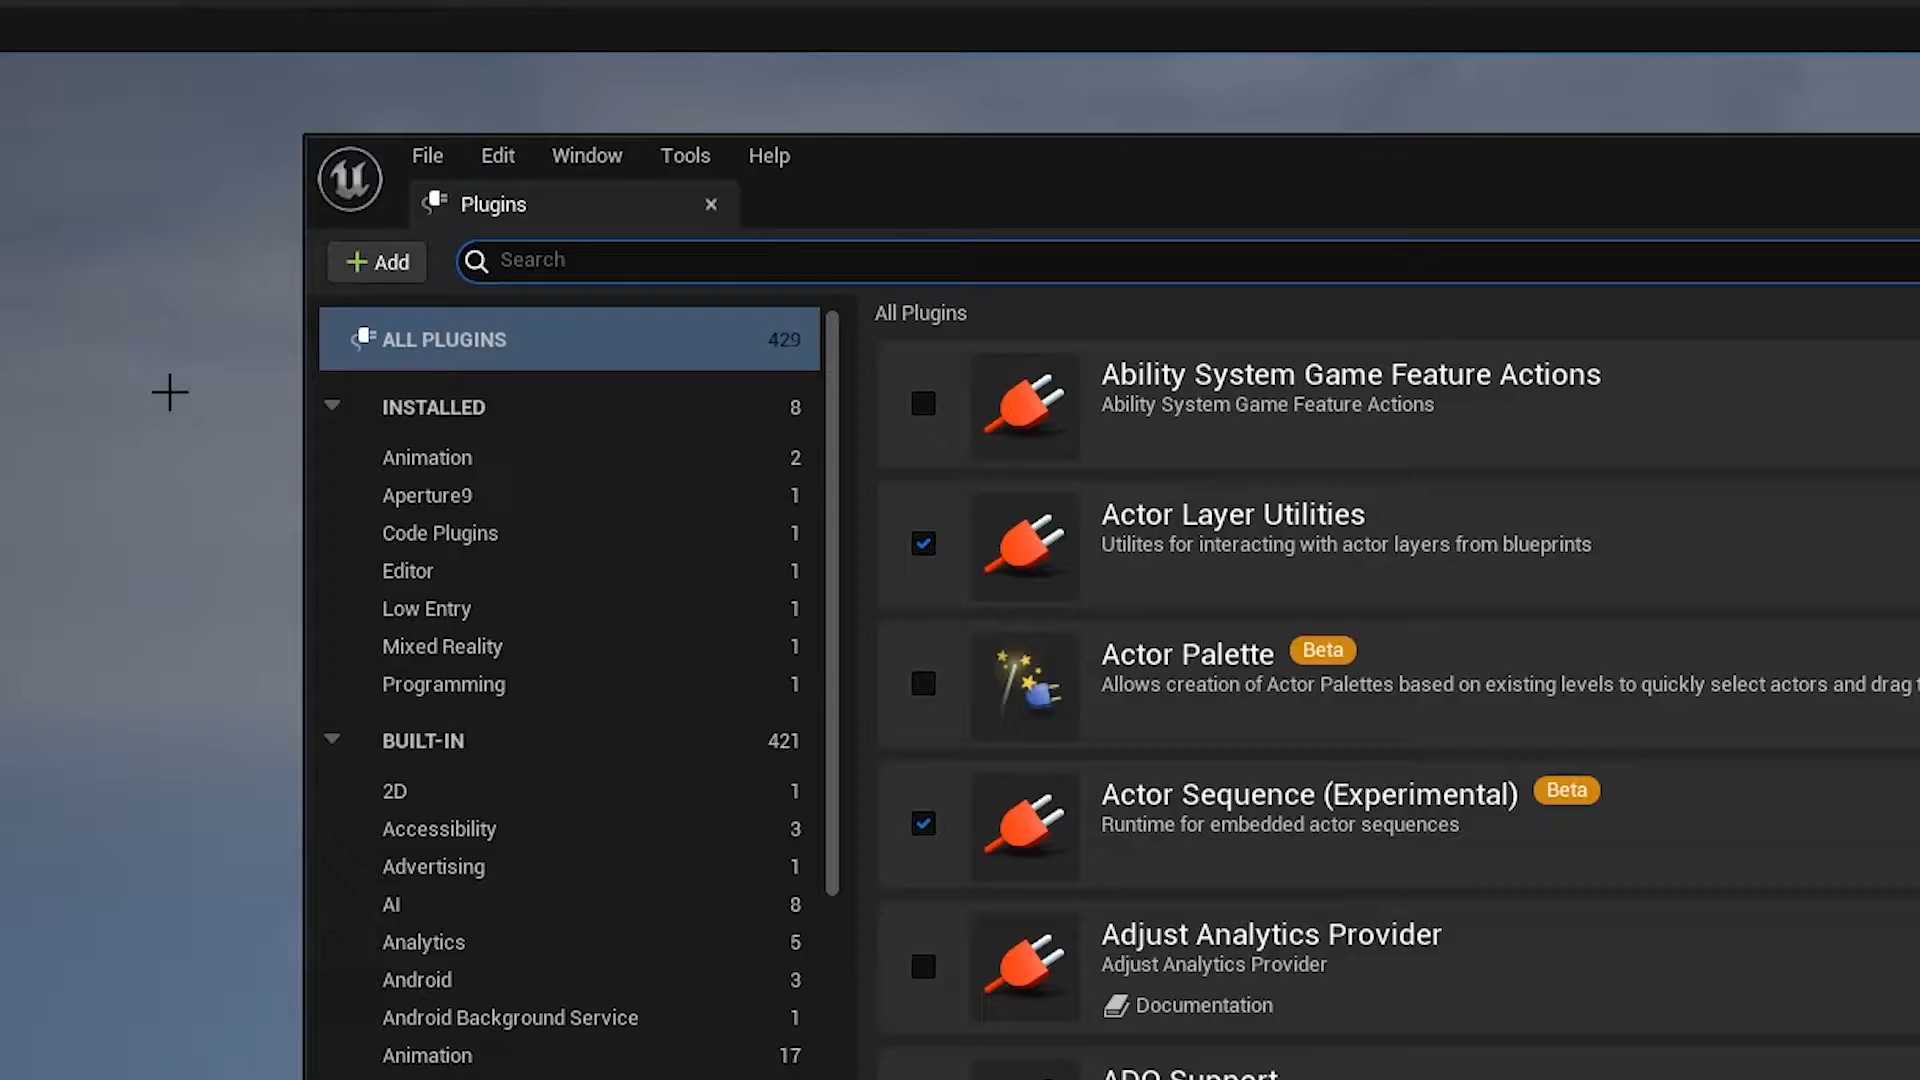 File Edit Window Tools Help
Plugins
Add
Search
ALL PLUGINS 429
INSTALLED 8
Animation 2
Aperture9 1
Code Plugins 1
Editor 1
Low Entry 1
Mixed Reality 1
Programming 1
BUILT-IN 421
2D 1
Accessibility 3
Advertising 1
AI 8
Analytics 5
Android 3
Android Background Service 1
Animation 17
All Plugins
Ability System Game Feature Actions
Ability System Game Feature Actions
Actor Layer Utilities
Utilites for interacting with actor layers from blueprints
Actor Palette Beta
Allows creation of Actor Palettes based on existing levels to quickly select actors and drag
Actor Sequence (Experimental) Beta
Runtime for embedded actor sequences
Adjust Analytics Provider
Adjust Analytics Provider
Documentation
Support